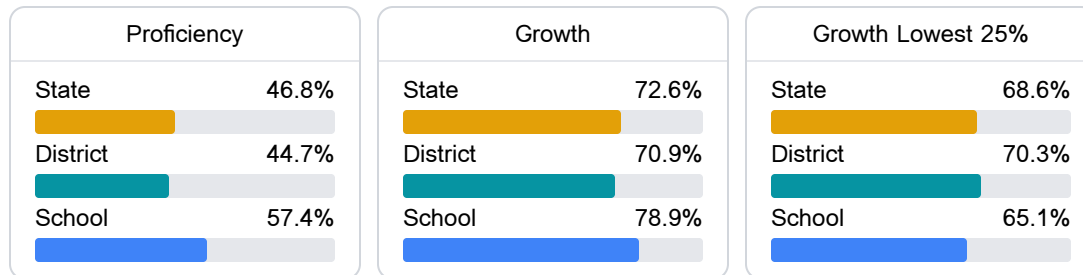 Proficiency
State 46.8%
District 44.7%
School 57.4%
Growth
State 72.6%
District 70.9%
School 78.9%
Growth Lowest 25%
State 68.6%
District 70.3%
School 65.1%